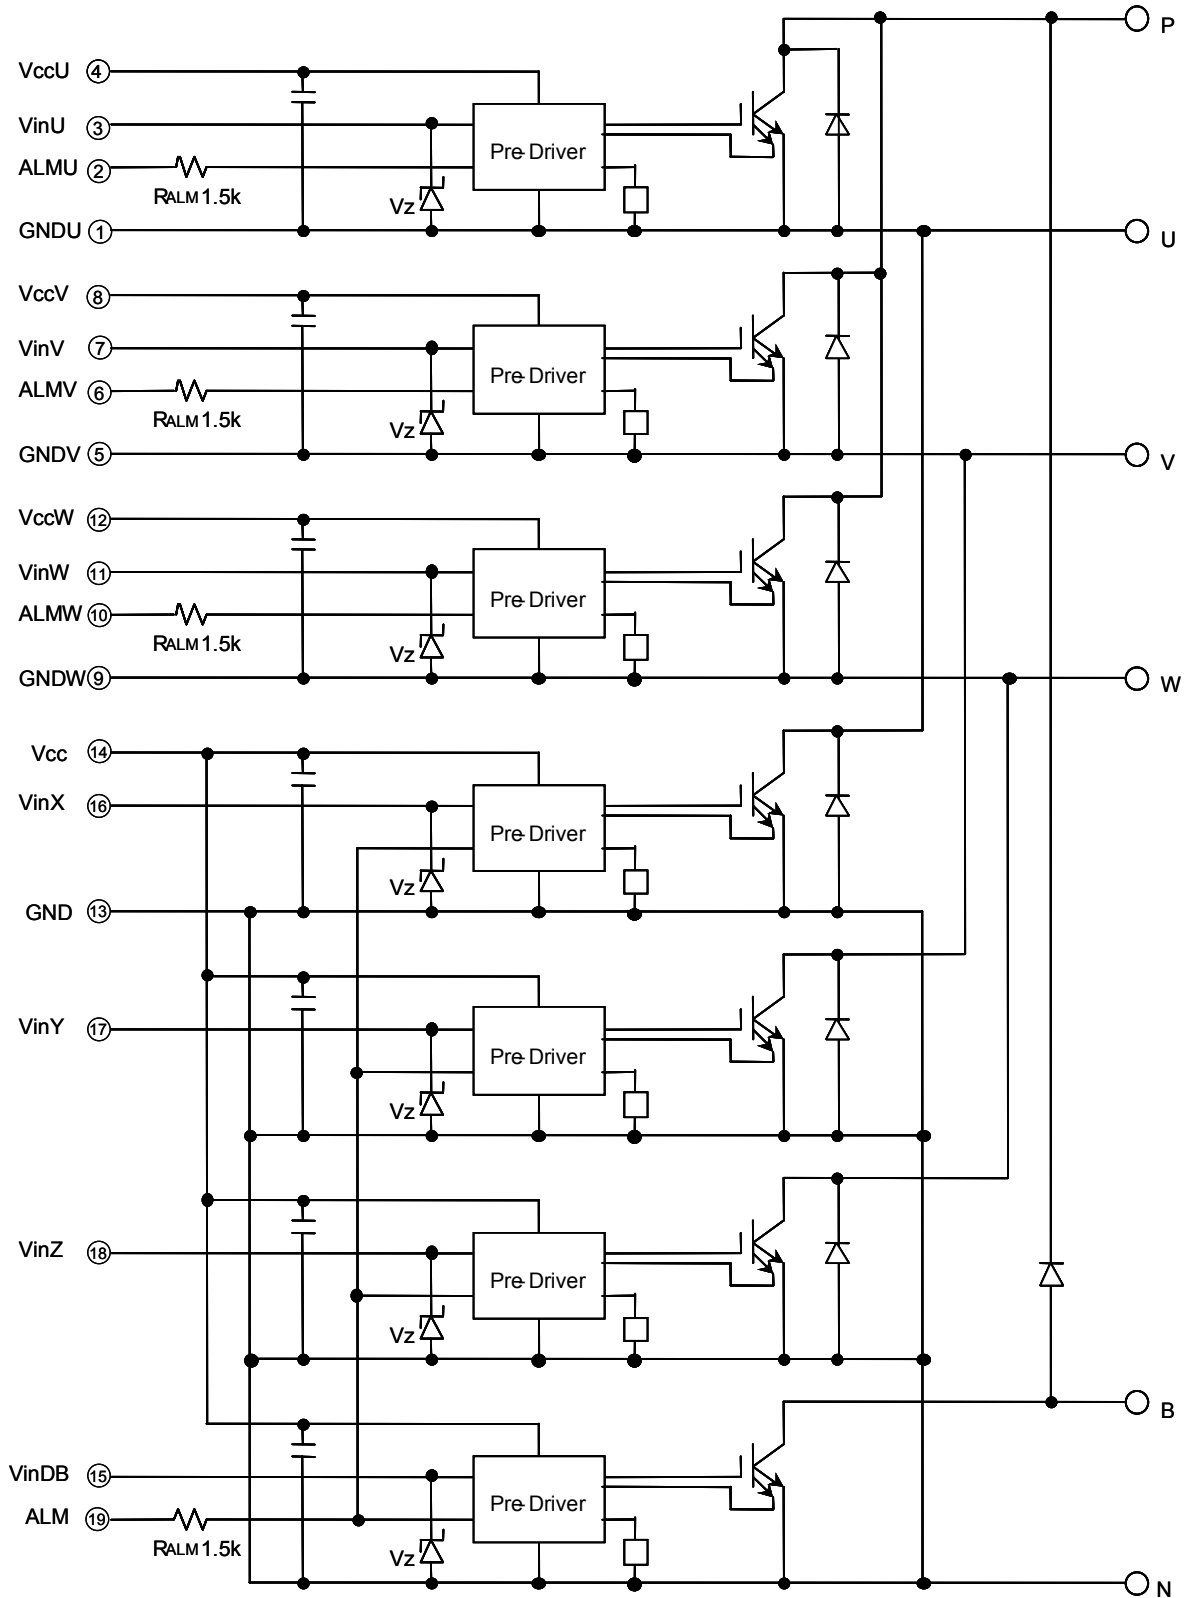 P
VccU 4
VinU 3
Pre-Driver
ALMU 2
RALM 1.5k
Vz
GNDU 1
U
VccV 8
VinV 7
Pre-Driver
ALMV 6
RALM 1.5k
Vz
GNDV 5
V
VccW 12
VinW 11
Pre-Driver
ALMW 10
RALM 1.5k
Vz
GNDW 9
W
Vcc 14
VinX 16
Pre-Driver
Vz
GND 13
VinY 17
Pre-Driver
Vz
VinZ 18
Pre-Driver
Vz
B
VinDB 15
Pre-Driver
ALM 19
RALM 1.5k
Vz
N